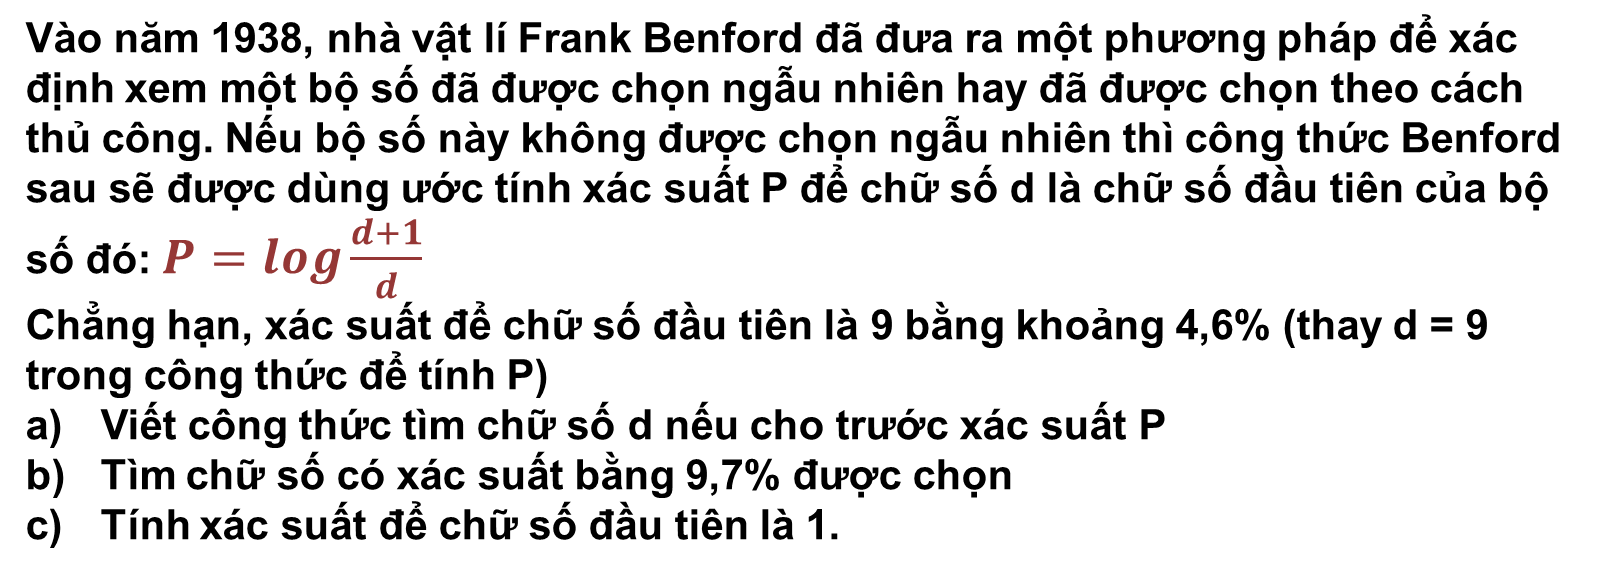 Vào năm 1938, nhà vật lí Frank Benford đã đưa ra một phương pháp để xác
định xem một bộ số đã được chọn ngẫu nhiên hay đã được chọn theo cách
thủ công. Nếu bộ số này không được chọn ngẫu nhiên thì công thức Benford
sau sẽ được dùng ước tính xác suất P để chữ số d là chữ số đầu tiên của bộ
số đó: P = log (d+1)/d
Chẳng hạn, xác suất để chữ số đầu tiên là 9 bằng khoảng 4,6% (thay d = 9
trong công thức để tính P)
a) Viết công thức tìm chữ số d nếu cho trước xác suất P
b) Tìm chữ số có xác suất bằng 9,7% được chọn
c) Tính xác suất để chữ số đầu tiên là 1.